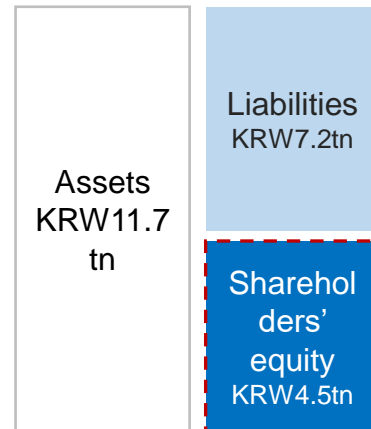 Assets
KRW11.7
tn
Liabilities
KRW7.2tn
Sharehol
ders’
equity
KRW4.5tn